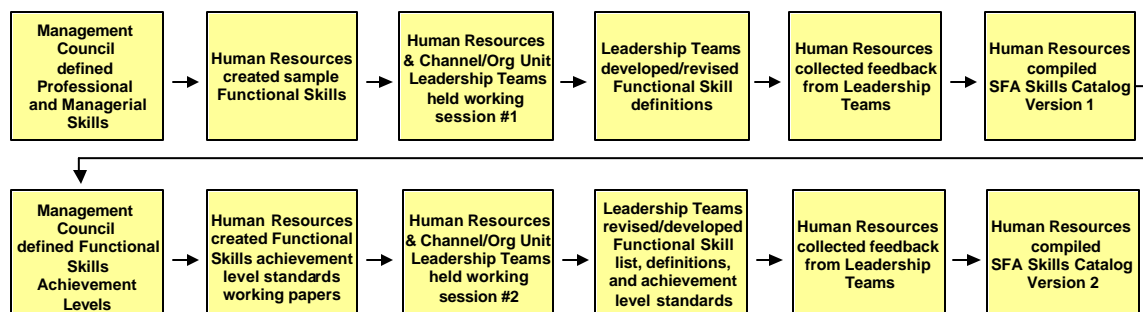 Management
Council
defined
Professional
and Managerial
Skills
Human Resources
created sample
Functional Skills
Human Resources
& Channel/Org Unit
Leadership Teams
held working
session #1
Leadership Teams
developed/revised
Functional Skill
definitions
Human Resources
collected feedback
from Leadership
Teams
Human Resources
compiled
SFA Skills Catalog
Version 1
Management
Council
defined Functional
Skills
Achievement
Levels
Human Resources
created Functional
Skills achievement
level standards
working papers
Human Resources
& Channel/Org Unit
Leadership Teams
held working
session #2
Leadership Teams
revised/developed
Functional Skill
list, definitions,
and achievement
level standards
Human Resources
collected feedback
from Leadership
Teams
Human Resources
compiled
SFA Skills Catalog
Version 2